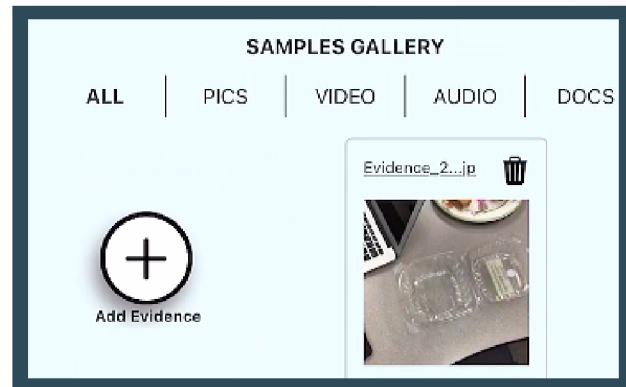 SAMPLES GALLERY
ALL PICS VIDEO AUDIO DOCS
Evidence_2...jp
Add Evidence